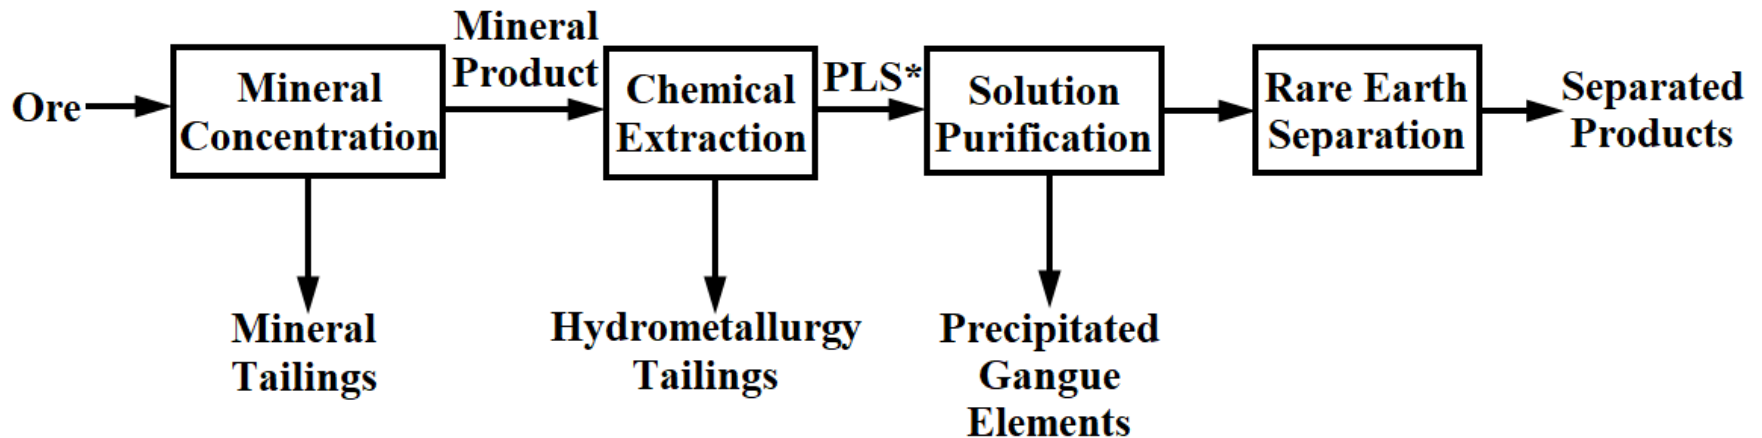 Ore
Mineral
Concentration
Mineral
Product
Chemical
Extraction
PLS*
Solution
Purification
Rare Earth
Separation
Separated
Products
Mineral
Tailings
Hydrometallurgy
Tailings
Precipitated
Gangue
Elements